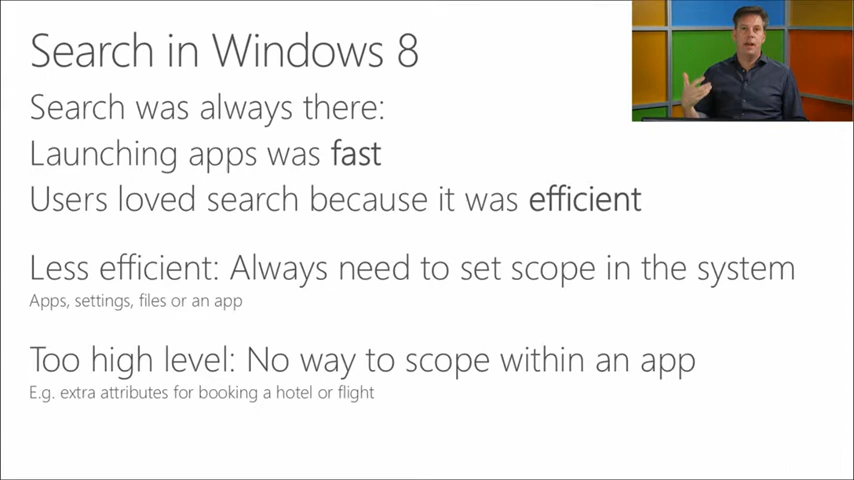 Search in Windows 8
Search was always there:
Launching apps was fast
Users loved search because it was efficient
Less efficient: Always need to set scope in the system
Apps, settings, files or an app
Too high level: No way to scope within an app
E.g. extra attributes for booking a hotel or flight